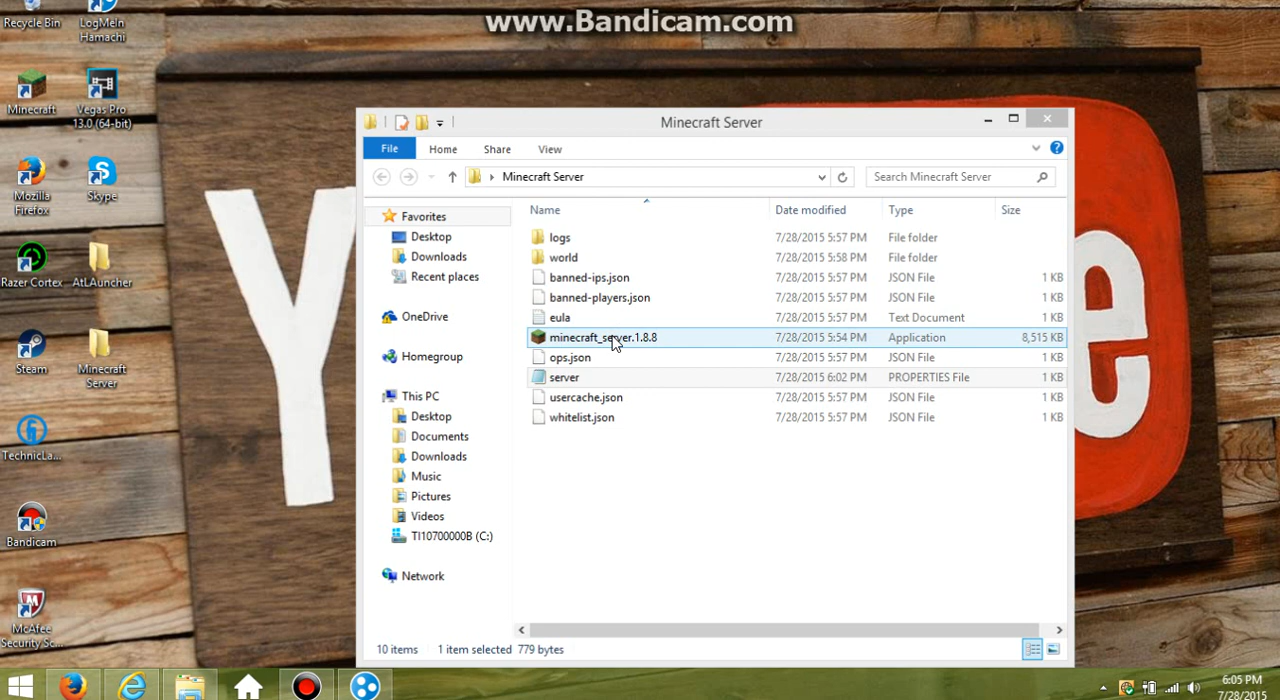 www.Bandicam.com
Recycle Bin
LogMeIn
Hamachi
Minecraft
Vegas Pro
13.0 (64-bit)
Mozilla
Firefox
Skype
Razer Cortex
AtLAuncher
Steam
Minecraft
Server
TechnicLa...
Bandicam
McAfee
Security Sc...
Y
e
Minecraft Server
File
Home
Share
View
Minecraft Server
Search Minecraft Server
Name
Date modified
Type
Size
Favorites
Desktop
Downloads
Recent places
OneDrive
Homegroup
This PC
Desktop
Documents
Downloads
Music
Pictures
Videos
TI10700000B (C:)
Network
logs 7/28/2015 5:57 PM File folder
world 7/28/2015 5:58 PM File folder
banned-ips.json 7/28/2015 5:57 PM JSON File 1 KB
banned-players.json 7/28/2015 5:57 PM JSON File 1 KB
eula 7/28/2015 5:57 PM Text Document 1 KB
minecraft_server.1.8.8 7/28/2015 5:54 PM Application 8,515 KB
ops.json 7/28/2015 5:57 PM JSON File 1 KB
server 7/28/2015 6:02 PM PROPERTIES File 1 KB
usercache.json 7/28/2015 5:57 PM JSON File 1 KB
whitelist.json 7/28/2015 5:57 PM JSON File 1 KB
10 items 1 item selected 779 bytes
6:05 PM
7/28/2015